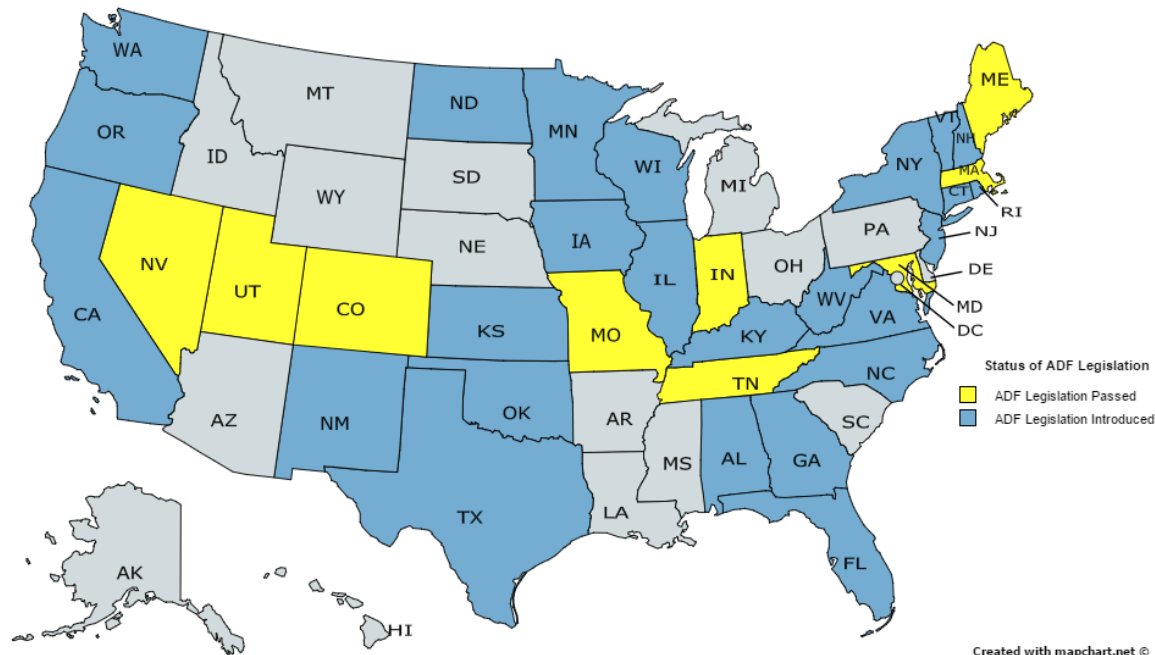 WA
MT
ND
ME
OR
MN
VT
NH
ID
SD
WI
NY
MA
WY
MI
CT
RI
NE
IA
PA
NJ
NV
UT
IL
IN
OH
DE
CO
WV
MD
CA
KS
MO
KY
VA
DC
TN
NC
AZ
NM
OK
AR
SC
MS
AL
GA
TX
LA
FL
AK
HI
Status of ADF Legislation
ADF Legislation Passed
ADF Legislation Introduced
Created with mapchart.net ©